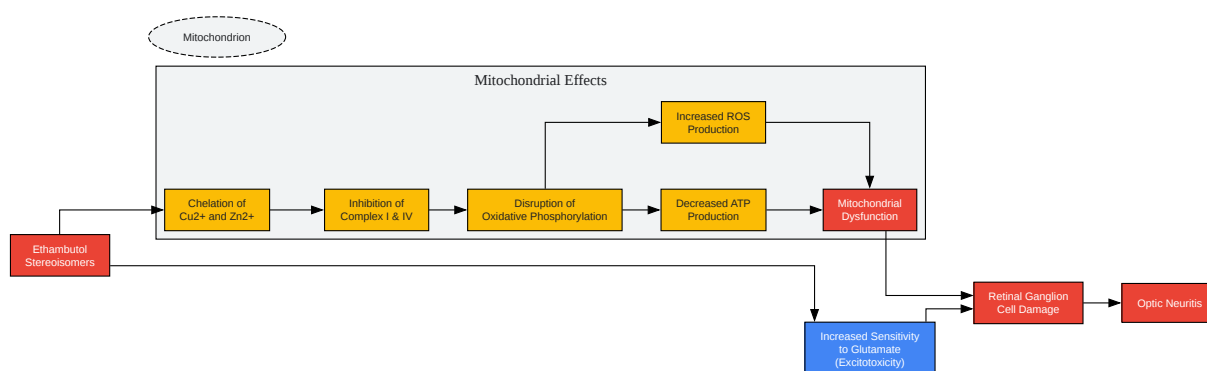 Mitochondrion
Mitochondrial Effects
Increased ROS
Production
Chelation of
Cu2+ and Zn2+
Inhibition of
Complex I & IV
Disruption of
Oxidative Phosphorylation
Decreased ATP
Production
Mitochondrial
Dysfunction
Ethambutol
Stereoisomers
Retinal Ganglion
Cell Damage
Optic Neuritis
Increased Sensitivity
to Glutamate
(Excitotoxicity)